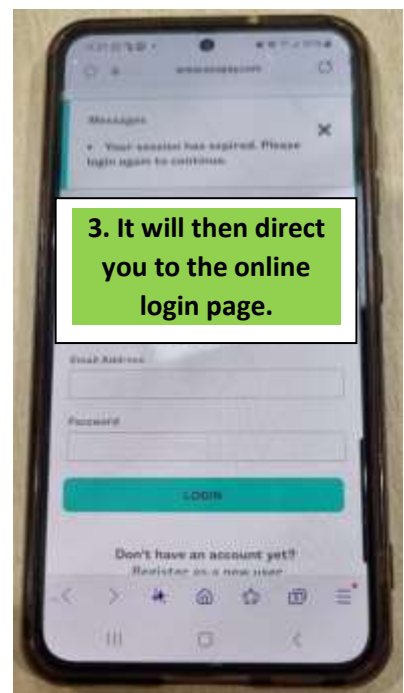 Messages
• Your session has expired. Please
login again to continue.
3. It will then direct
you to the online
login page.
Email Address
Password
LOGIN
Don't have an account yet?
Register as a new user